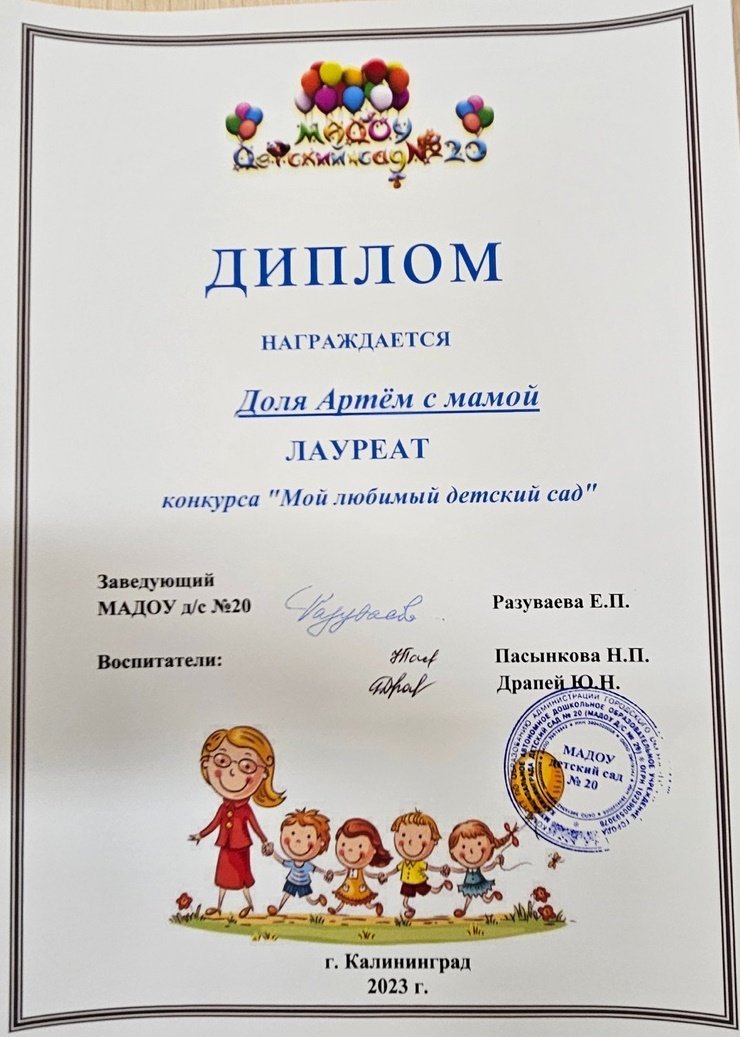 МАДОУ
Детский сад №20
ДИПЛОМ
НАГРАЖДАЕТСЯ
Доля Артём с мамой
ЛАУРЕАТ
конкурса "Мой любимый детский сад"
Заведующий
МАДОУ д/с №20
Разуваева Е.П.
Воспитатели:
Пасынкова Н.П.
Драпей Ю.Н.
МАДОУ
детский сад
№ 20
г. Калининград
2023 г.